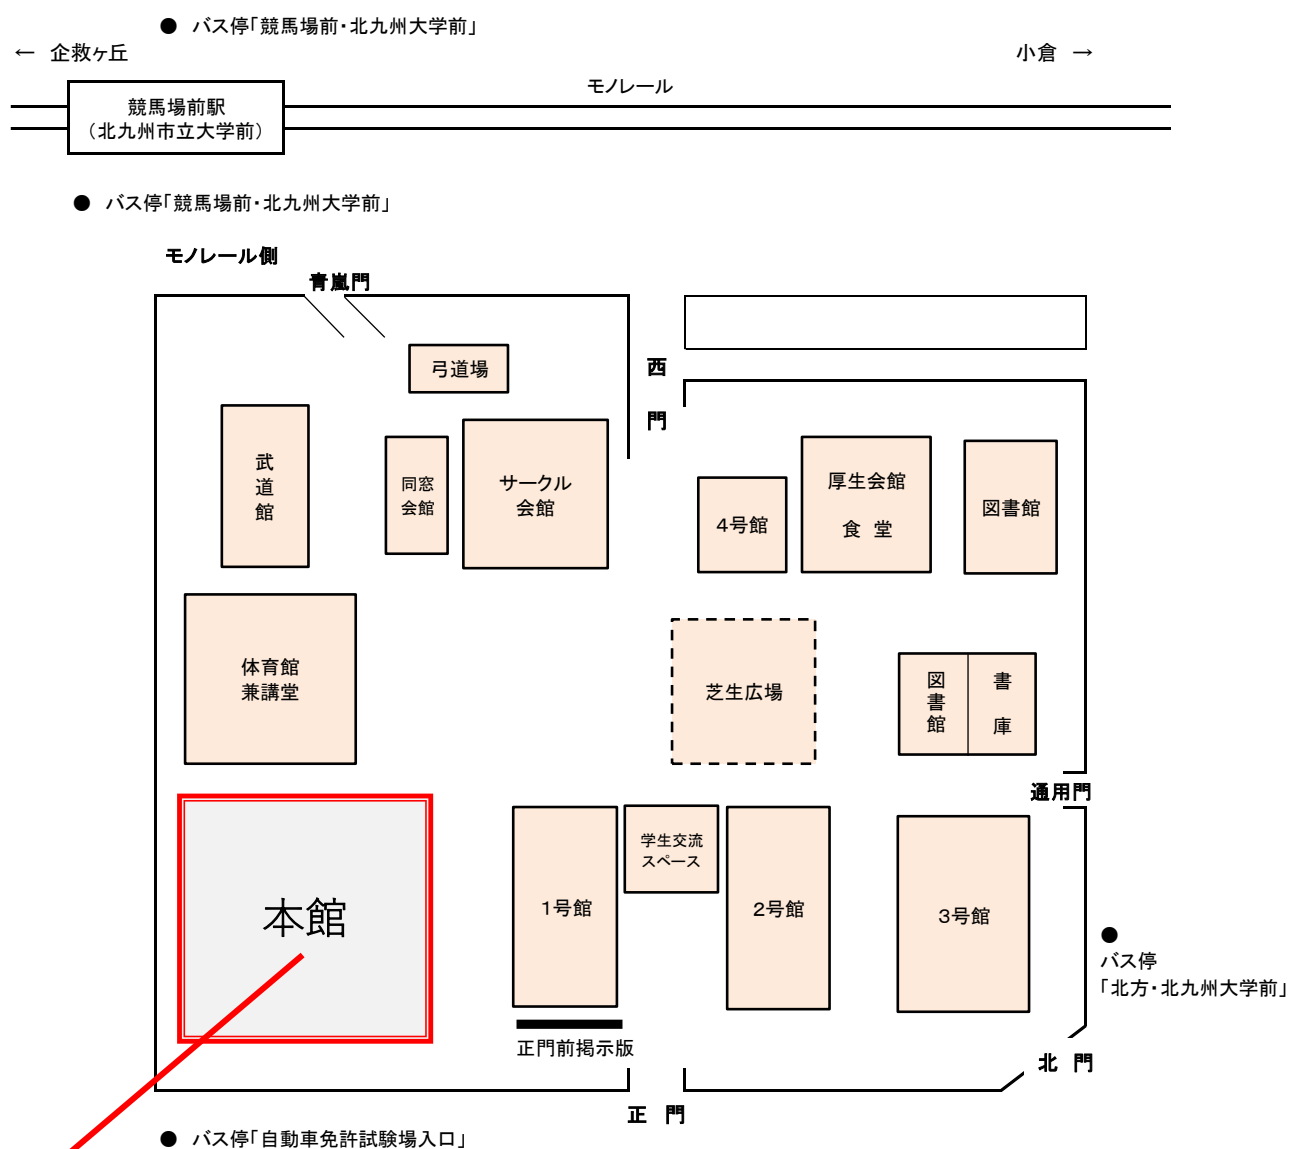 ● バス停「競馬場前・北九州大学前」
← 企救ヶ丘
小倉 →
モノレール
競馬場前駅
（北九州市立大学前）
● バス停「競馬場前・北九州大学前」
モノレール側
青嵐門
弓道場
西
門
武
道
館
同窓
会館
サークル
会館
4号館
厚生会館
食 堂
図書館
体育館
兼講堂
芝生広場
図
書
館
書
庫
通用門
本館
1号館
学生交流
スペース
2号館
3号館
●
バス停
「北方・北九州大学前」
正門前掲示版
北 門
正 門
● バス停「自動車免許試験場入口」